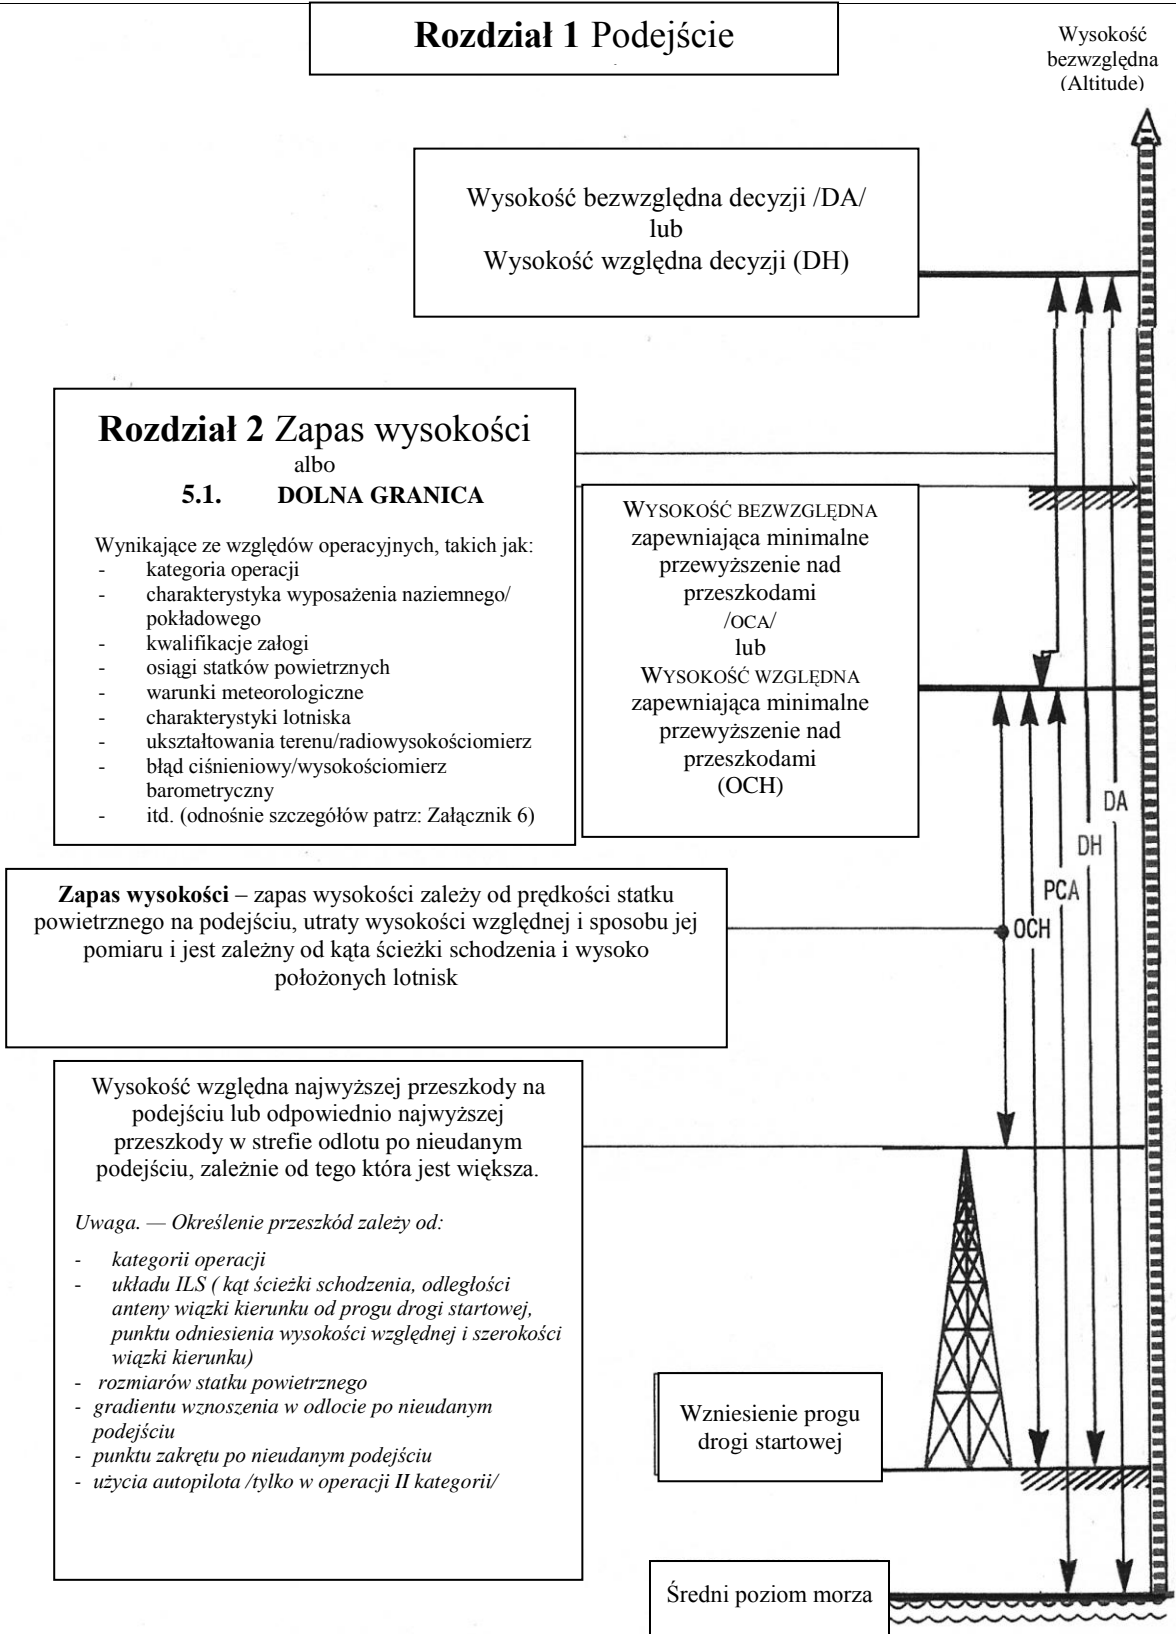 Rozdział 1 Podejście
Wysokość
bezwzględna
(Altitude)
Wysokość bezwzględna decyzji /DA/
lub
Wysokość względna decyzji (DH)
Rozdział 2 Zapas wysokości
albo
5.1. DOLNA GRANICA
Wynikające ze względów operacyjnych, takich jak:
- kategoria operacji
- charakterystyka wyposażenia naziemnego/
pokładowego
- kwalifikacje załogi
- osiągi statków powietrznych
- warunki meteorologiczne
- charakterystyki lotniska
- ukształtowania terenu/radiowysokościomierz
- błąd ciśnieniowy/wysokościomierz
barometryczny
- itd. (odnośnie szczegółów patrz: Załącznik 6)
WYSOKOŚĆ BEZWZGLĘDNA
zapewniająca minimalne
przewyższenie nad
przeszkodami
/OCA/
lub
WYSOKOŚĆ WZGLĘDNA
zapewniająca minimalne
przewyższenie nad
przeszkodami
(OCH)
DA
DH
PCA
OCH
Zapas wysokości – zapas wysokości zależy od prędkości statku
powietrznego na podejściu, utraty wysokości względnej i sposobu jej
pomiaru i jest zależny od kąta ścieżki schodzenia i wysoko
położonych lotnisk
Wysokość względna najwyższej przeszkody na
podejściu lub odpowiednio najwyższej
przeszkody w strefie odlotu po nieudanym
podejściu, zależnie od tego która jest większa.
Uwaga. — Określenie przeszkód zależy od:
- kategorii operacji
- układu ILS ( kąt ścieżki schodzenia, odległości
anteny wiązki kierunku od progu drogi startowej,
punktu odniesienia wysokości względnej i szerokości
wiązki kierunku)
- rozmiarów statku powietrznego
- gradientu wznoszenia w odlocie po nieudanym
podejściu
- punktu zakrętu po nieudanym podejściu
- użycia autopilota /tylko w operacji II kategorii/
Wzniesienie progu
drogi startowej
Średni poziom morza